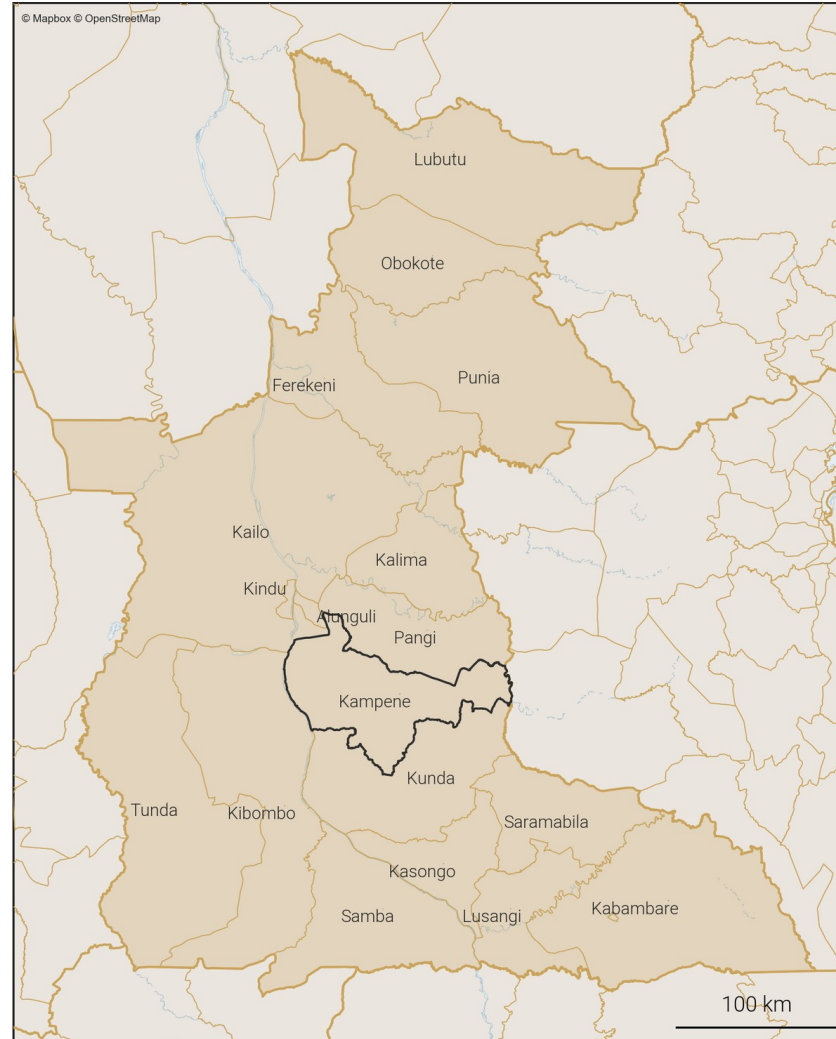 © Mapbox © OpenStreetMap
Lubutu
Obokote
Ferekeni
Punia
Kailo
Kalima
Kindu
Alunguli
Pangi
Kampene
Kunda
Tunda
Kibombo
Saramabila
Kasongo
Samba
Lusangi
Kabambare
100 km